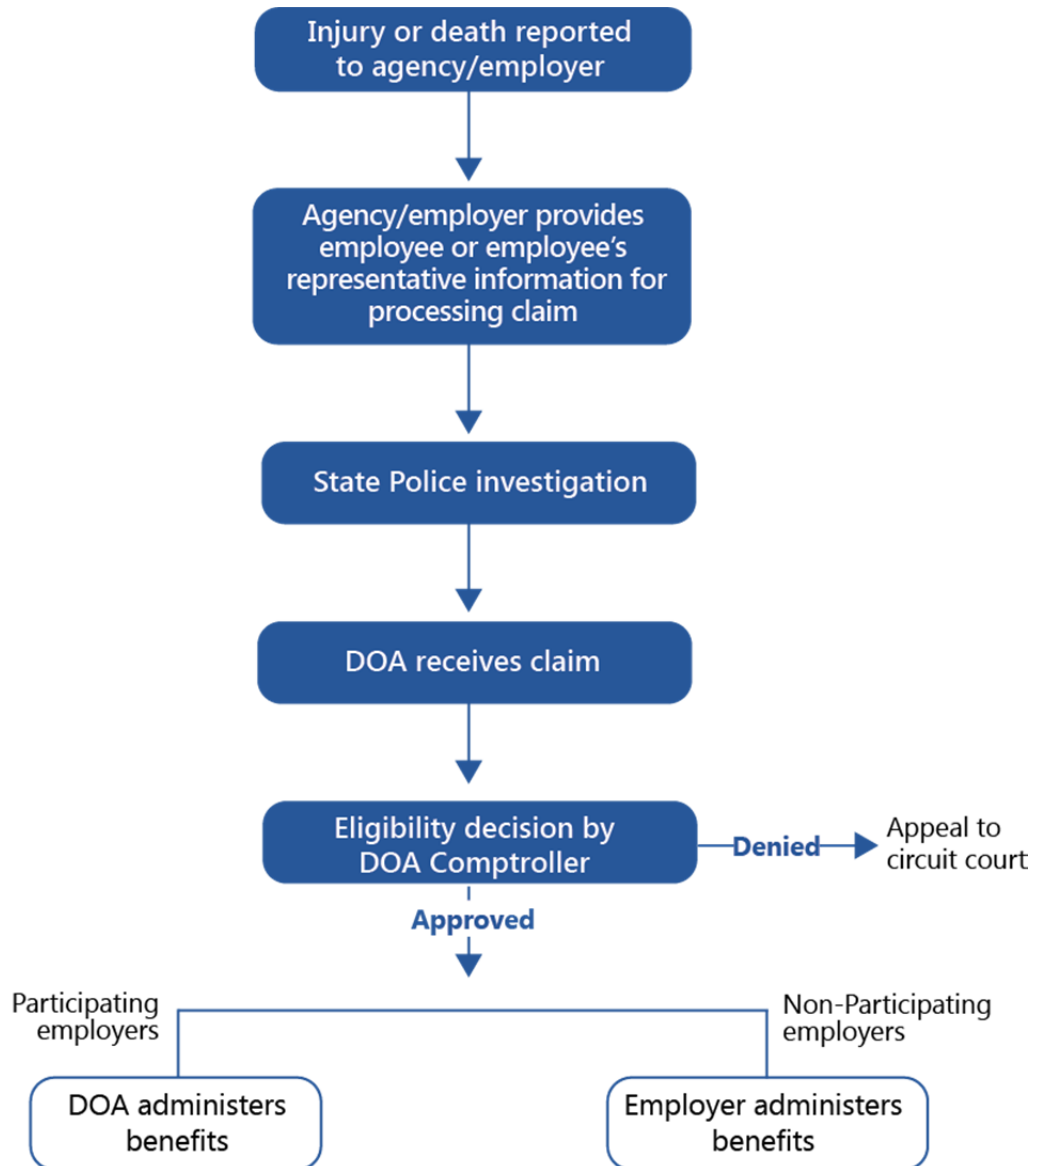 Injury or death reported
to agency/employer
Agency/employer provides
employee or employee’s
representative information for
processing claim
State Police investigation
DOA receives claim
Eligibility decision by
DOA Comptroller
Denied
Appeal to
circuit court
Approved
Participating
employers
Non-Participating
employers
DOA administers
benefits
Employer administers
benefits